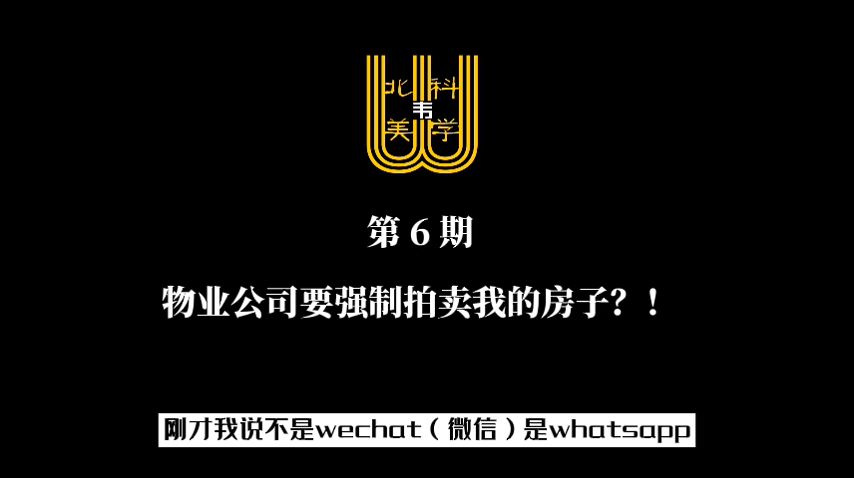 北 科
韦
美 学
第 6 期
物业公司要强制拍卖我的房子？！
刚才我说不是wechat（微信）是whatsapp